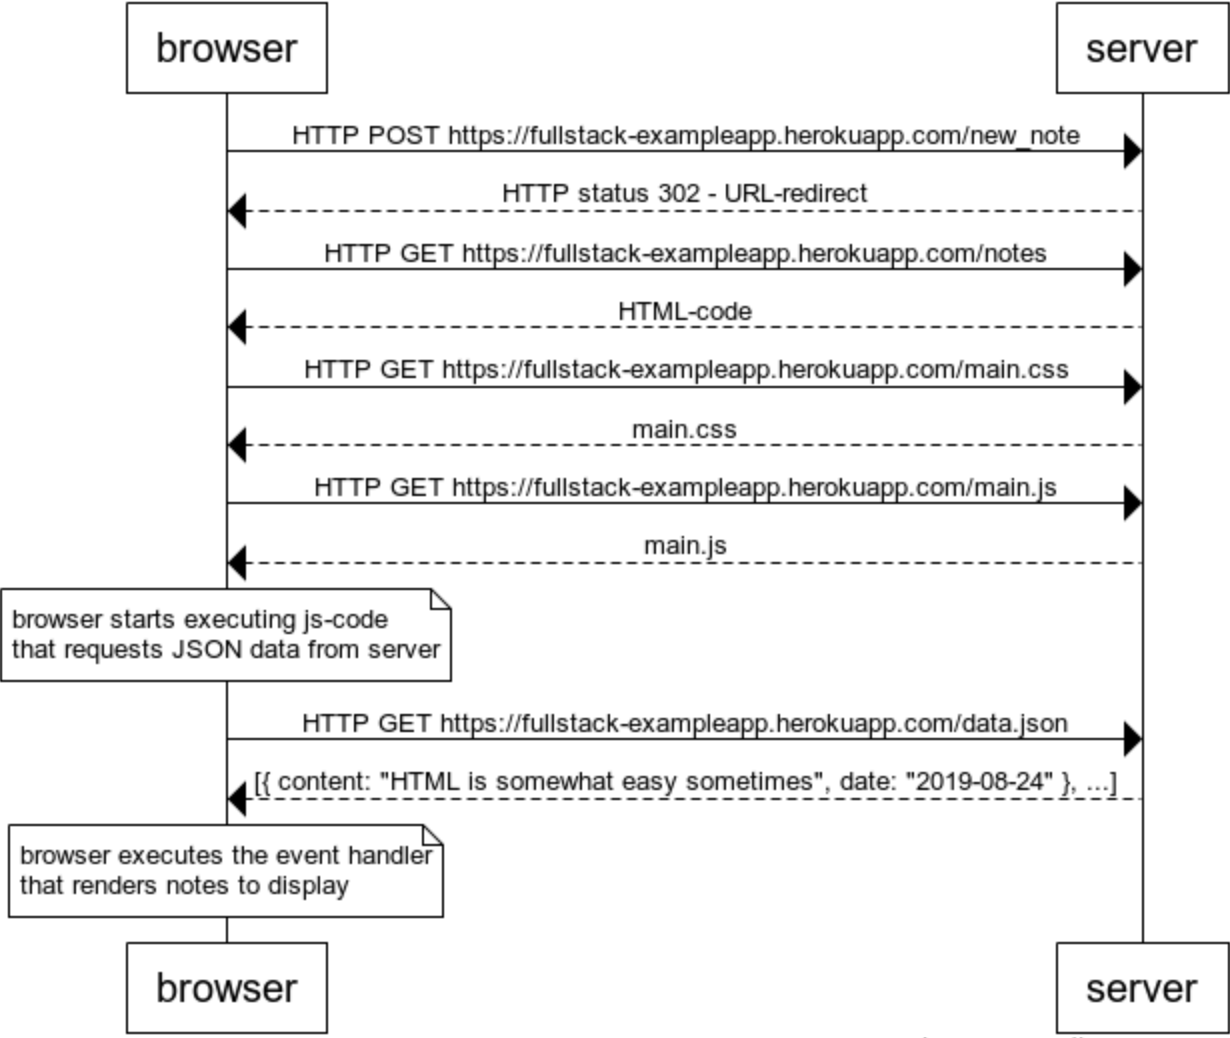 browser
server
HTTP POST https://fullstack-exampleapp.herokuapp.com/new_note
HTTP status 302 - URL-redirect
HTTP GET https://fullstack-exampleapp.herokuapp.com/notes
HTML-code
HTTP GET https://fullstack-exampleapp.herokuapp.com/main.css
main.css
HTTP GET https://fullstack-exampleapp.herokuapp.com/main.js
main.js
browser starts executing js-code
that requests JSON data from server
HTTP GET https://fullstack-exampleapp.herokuapp.com/data.json
[{ content: "HTML is somewhat easy sometimes", date: "2019-08-24" }, ...]
browser executes the event handler
that renders notes to display
browser
server